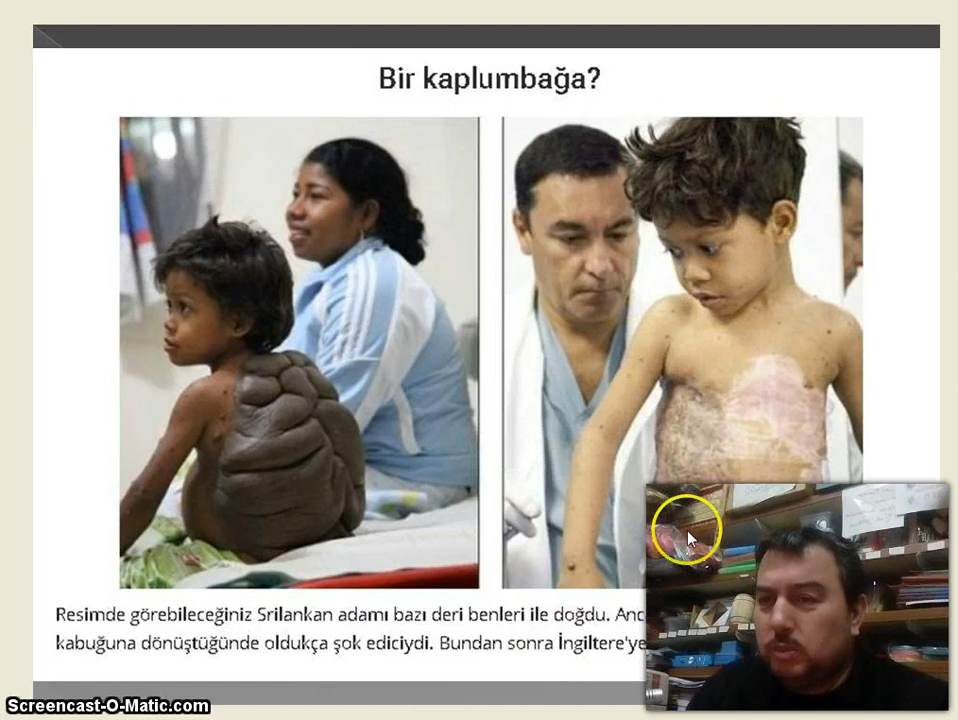 Bir kaplumbağa?
Resimde görebileceğiniz Srilankan adamı bazı deri benleri ile doğdu.
kabuğuna dönüştüğünde oldukça şok ediciydi. Bundan sonra İngiltere'ye
Screencast-O-Matic.com